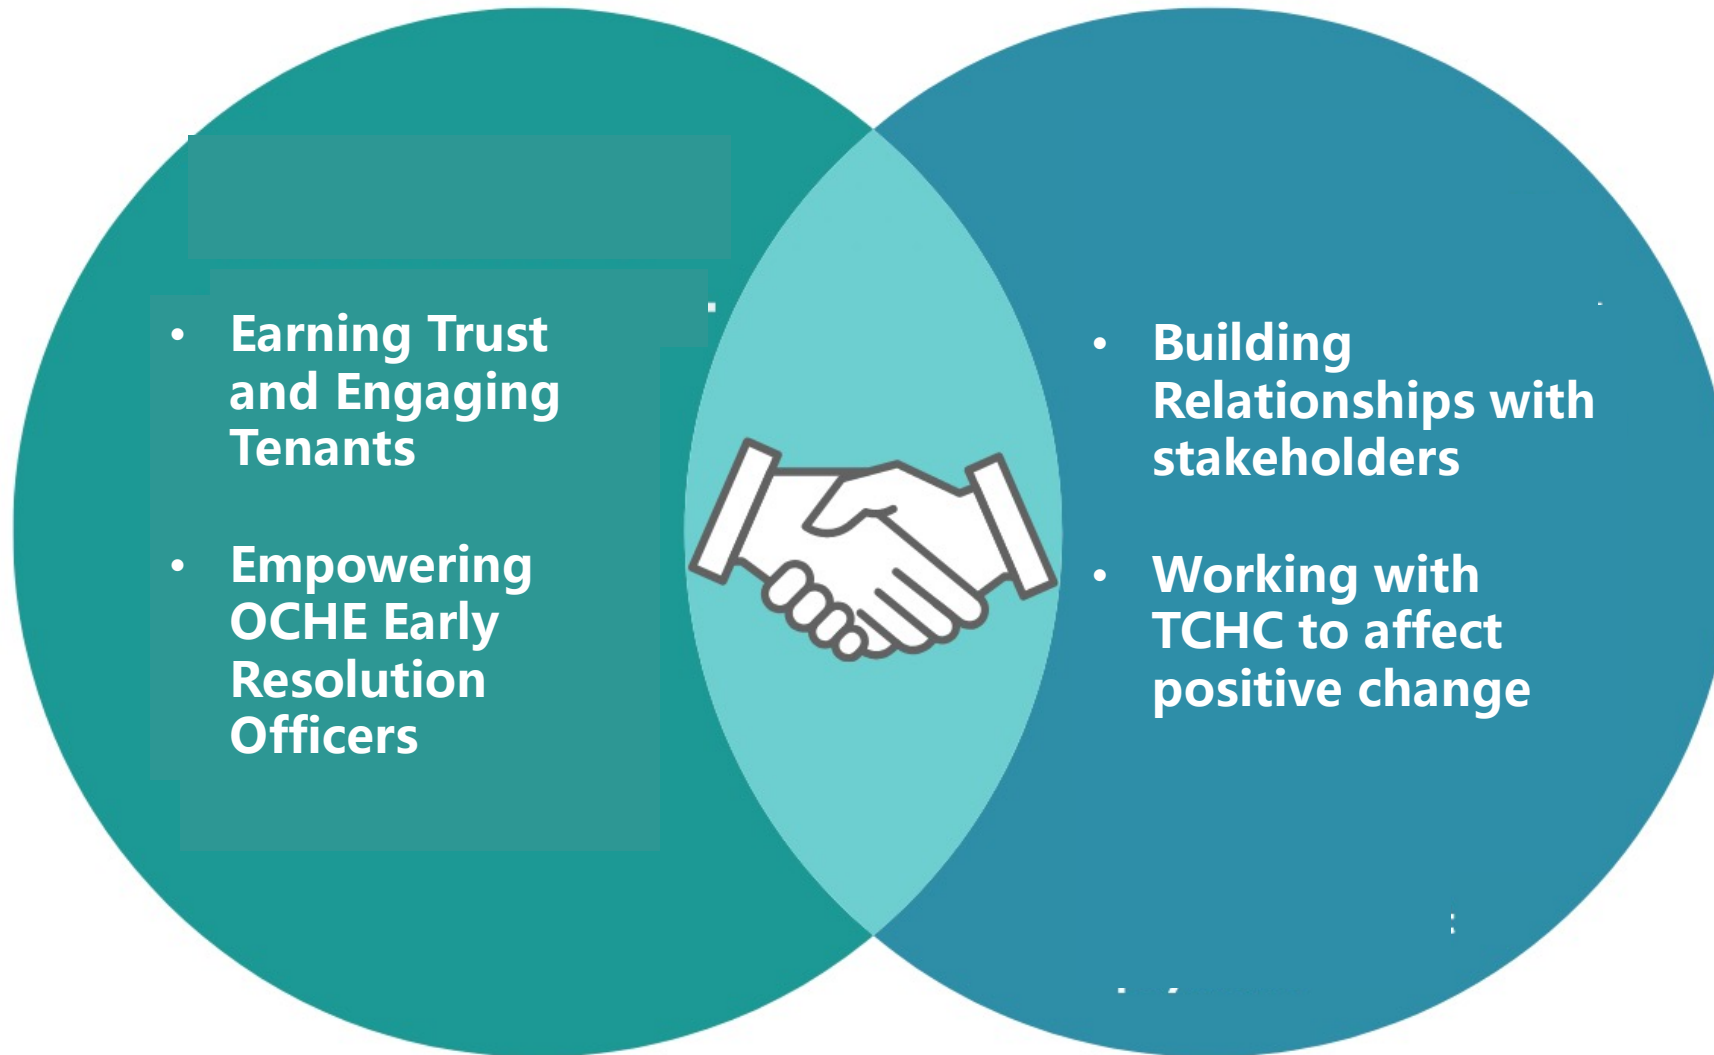 • Earning Trust
and Engaging
Tenants
• Empowering
OCHE Early
Resolution
Officers
• Building
Relationships with
stakeholders
• Working with
TCHC to affect
positive change